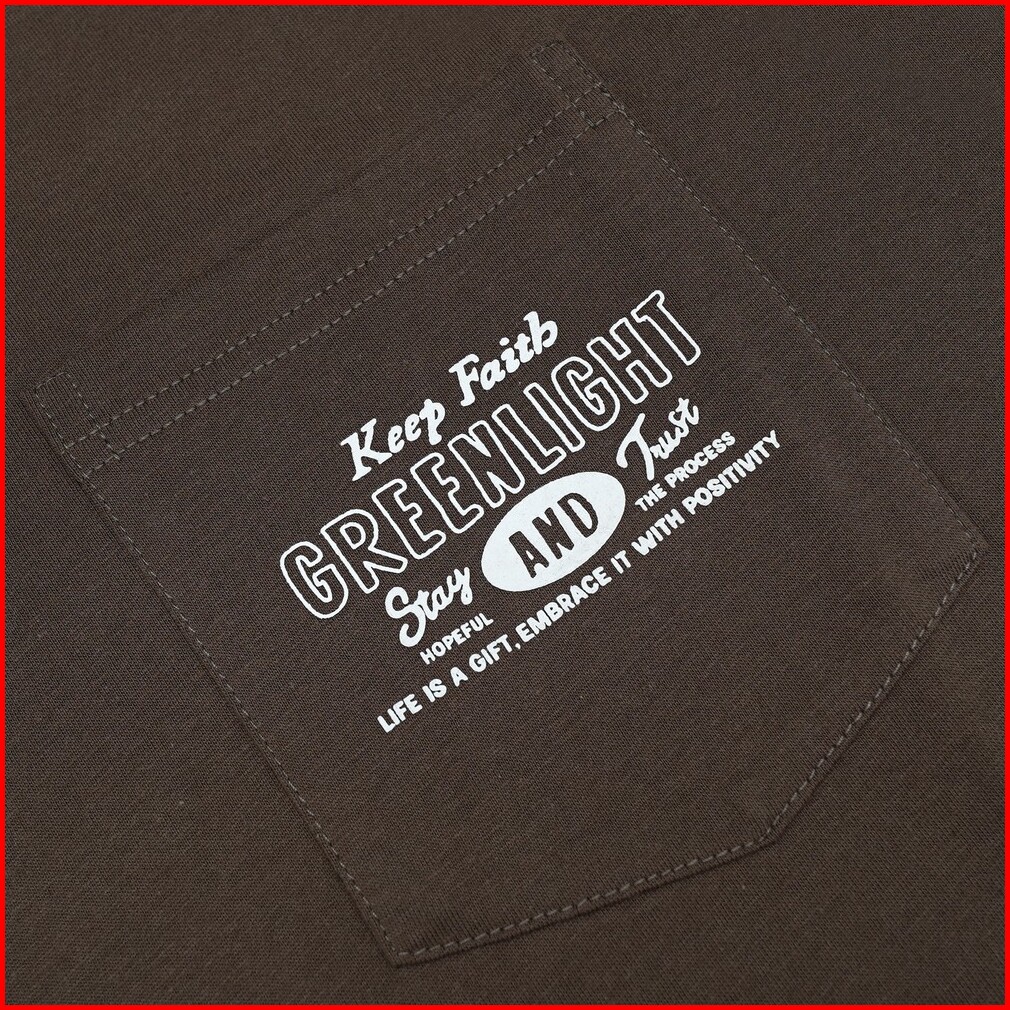 Keep Faith
GREENLIGHT
Stay AND Trust
HOPEFUL THE PROCESS
LIFE IS A GIFT, EMBRACE IT WITH POSITIVITY